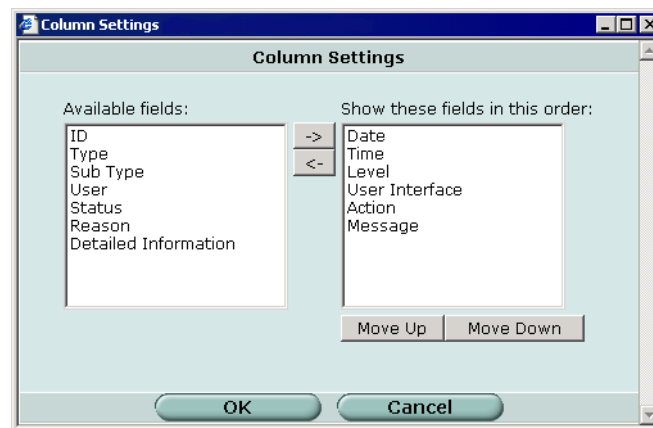 Column Settings
Column Settings
Available fields:
ID
Type
Sub Type
User
Status
Reason
Detailed Information
->
<-
Show these fields in this order:
Date
Time
Level
User Interface
Action
Message
Move Up
Move Down
OK
Cancel